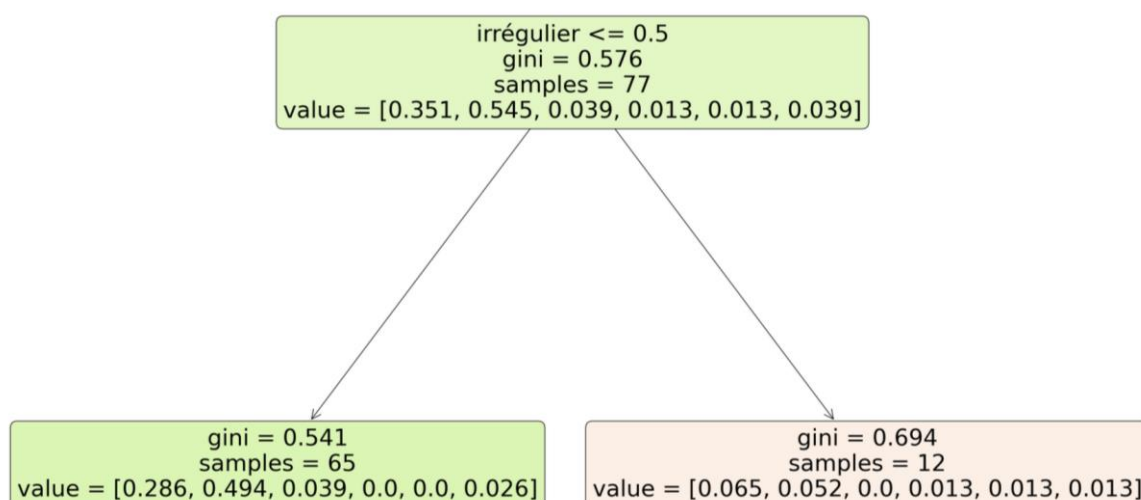 irrégulier <= 0.5
gini = 0.576
samples = 77
value = [0.351, 0.545, 0.039, 0.013, 0.013, 0.039]
gini = 0.541
samples = 65
value = [0.286, 0.494, 0.039, 0.0, 0.0, 0.026]
gini = 0.694
samples = 12
value = [0.065, 0.052, 0.0, 0.013, 0.013, 0.013]